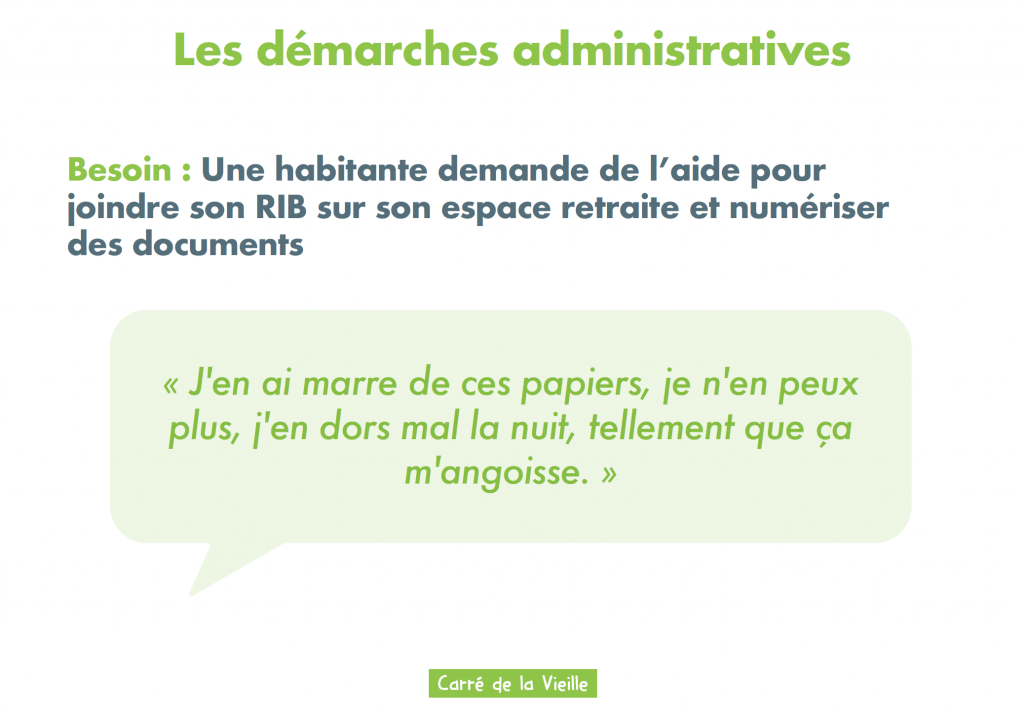 Les démarches administratives
Besoin : Une habitante demande de l’aide pour
joindre son RIB sur son espace retraite et numériser
des documents
« J'en ai marre de ces papiers, je n'en peux
plus, j'en dors mal la nuit, tellement que ça
m'angoisse. »
Carré de la Vieille